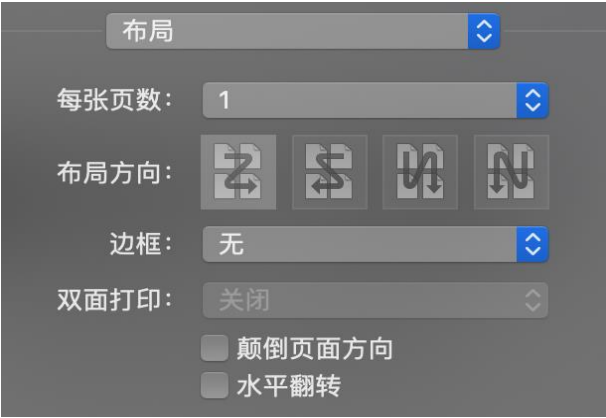 布局
每张页数： 1
布局方向：
边框： 无
双面打印： 关闭
颠倒页面方向
水平翻转